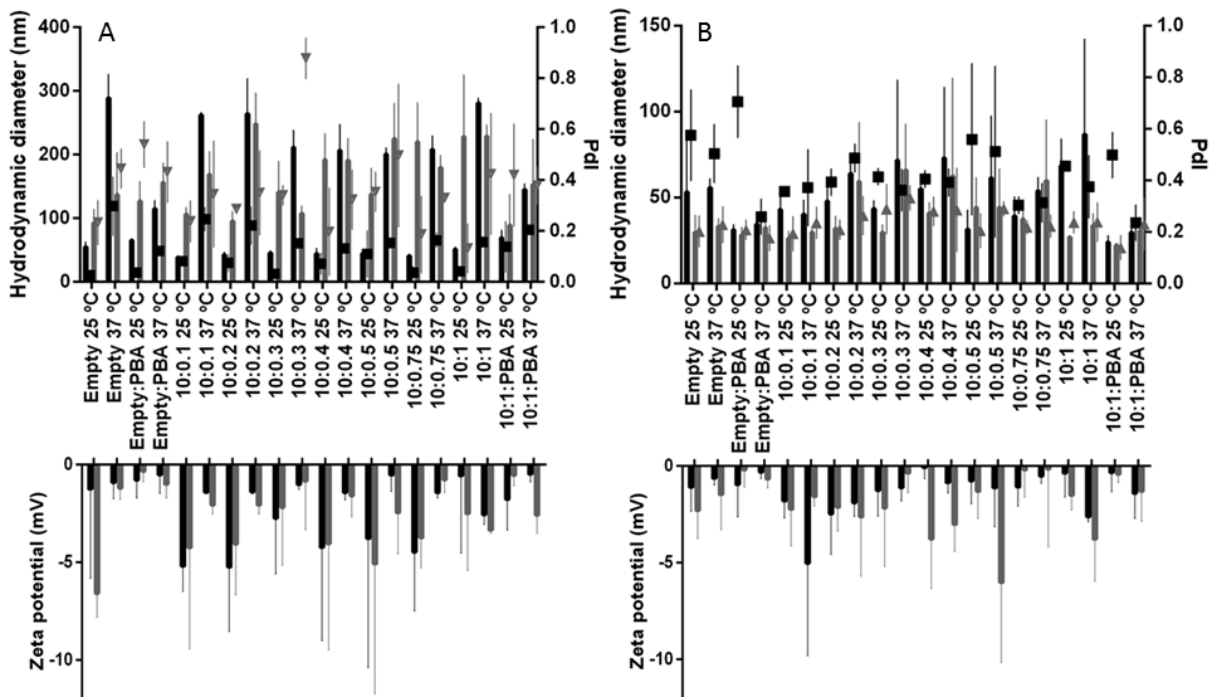 A
Hydrodynamic diameter (nm)
400
300
200
100
0
1.0
0.8
0.6
0.4
0.2
0.0
PdI
Empty 25 °C
Empty 37 °C
Empty:PBA 25 °C
Empty:PBA 37 °C
10:0.1 25 °C
10:0.1 37 °C
10:0.2 25 °C
10:0.2 37 °C
10:0.3 25 °C
10:0.3 37 °C
10:0.4 25 °C
10:0.4 37 °C
10:0.5 25 °C
10:0.5 37 °C
10:0.75 25 °C
10:0.75 37 °C
10:1 25 °C
10:1 37 °C
10:1:PBA 25 °C
10:1:PBA 37 °C
Zeta potential (mV)
0
-5
-10
B
Hydrodynamic diameter (nm)
150
100
50
0
1.0
0.8
0.6
0.4
0.2
0.0
PdI
Empty 25 °C
Empty 37 °C
Empty:PBA 25 °C
Empty:PBA 37 °C
10:0.1 25 °C
10:0.1 37 °C
10:0.2 25 °C
10:0.2 37 °C
10:0.3 25 °C
10:0.3 37 °C
10:0.4 25 °C
10:0.4 37 °C
10:0.5 25 °C
10:0.5 37 °C
10:0.75 25 °C
10:0.75 37 °C
10:1 25 °C
10:1 37 °C
10:1:PBA 25 °C
10:1:PBA 37 °C
Zeta potential (mV)
0
-5
-10